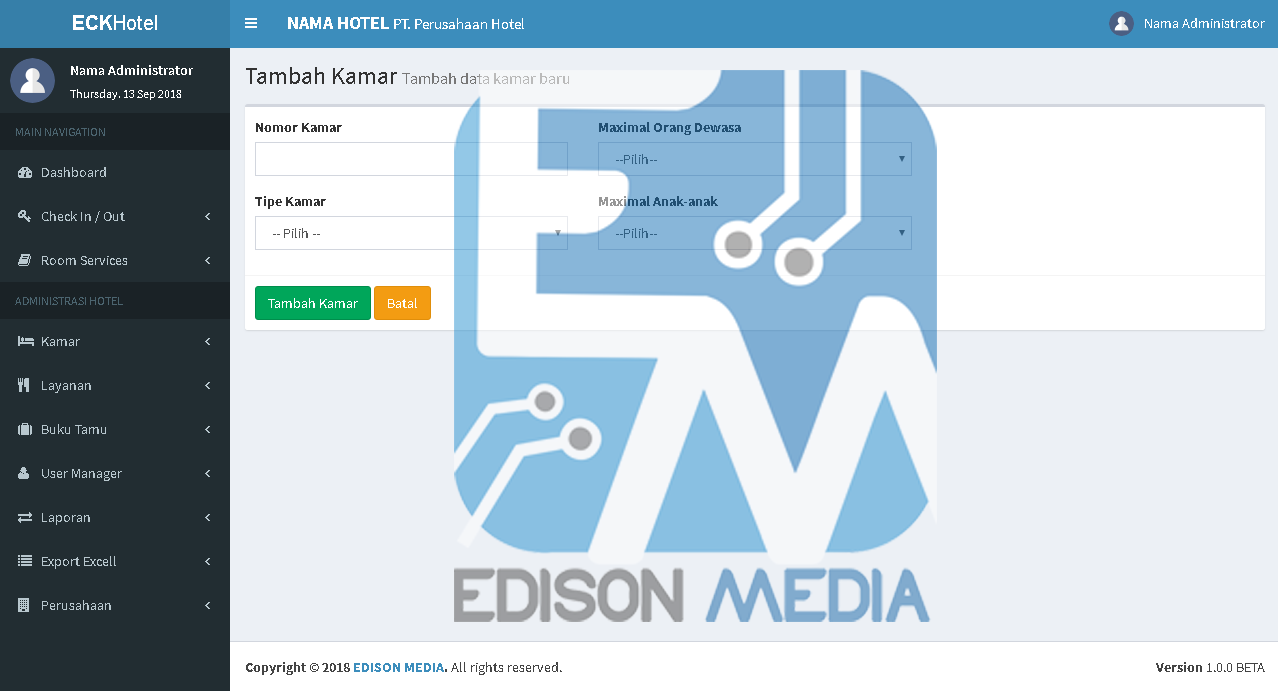 ECKHotel
NAMA HOTEL PT. Perusahaan Hotel
Nama Administrator
Nama Administrator
Thursday, 13 Sep 2018
MAIN NAVIGATION
Dashboard
Check In / Out
Room Services
ADMINISTRASI HOTEL
Kamar
Layanan
Buku Tamu
User Manager
Laporan
Export Excell
Perusahaan
Tambah Kamar Tambah data kamar baru
Nomor Kamar
Maximal Orang Dewasa
--Pilih--
Tipe Kamar
Maximal Anak-anak
-- Pilih --
--Pilih--
Tambah Kamar
Batal
EDISON MEDIA
Copyright © 2018 EDISON MEDIA. All rights reserved.
Version 1.0.0 BETA